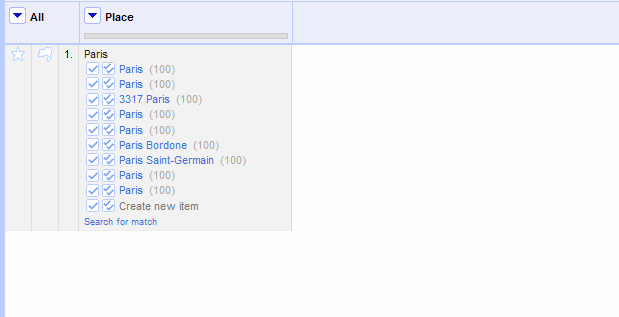 All Place
1. Paris
Paris (100)
Paris (100)
3317 Paris (100)
Paris (100)
Paris (100)
Paris Bordone (100)
Paris Saint-Germain (100)
Paris (100)
Paris (100)
Create new item
Search for match